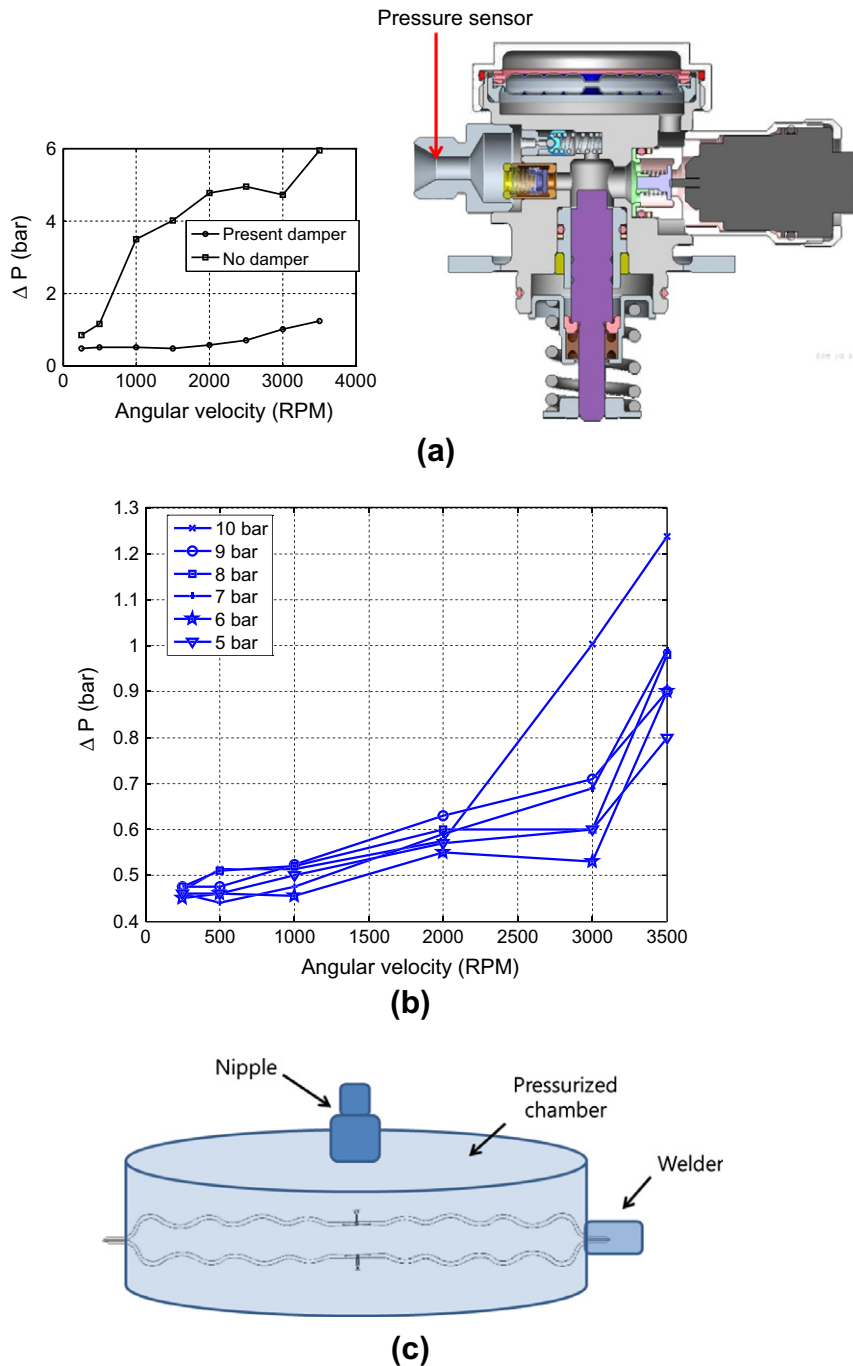 Pressure sensor
6
4
2
0
Δ P (bar)
Present damper
No damper
0 1000 2000 3000 4000
Angular velocity (RPM)
(a)
1.3
1.2
1.1
1
0.9
0.8
0.7
0.6
0.5
0.4
Δ P (bar)
10 bar
9 bar
8 bar
7 bar
6 bar
5 bar
0 500 1000 1500 2000 2500 3000 3500
Angular velocity (RPM)
(b)
Nipple
Pressurized
chamber
Welder
(c)